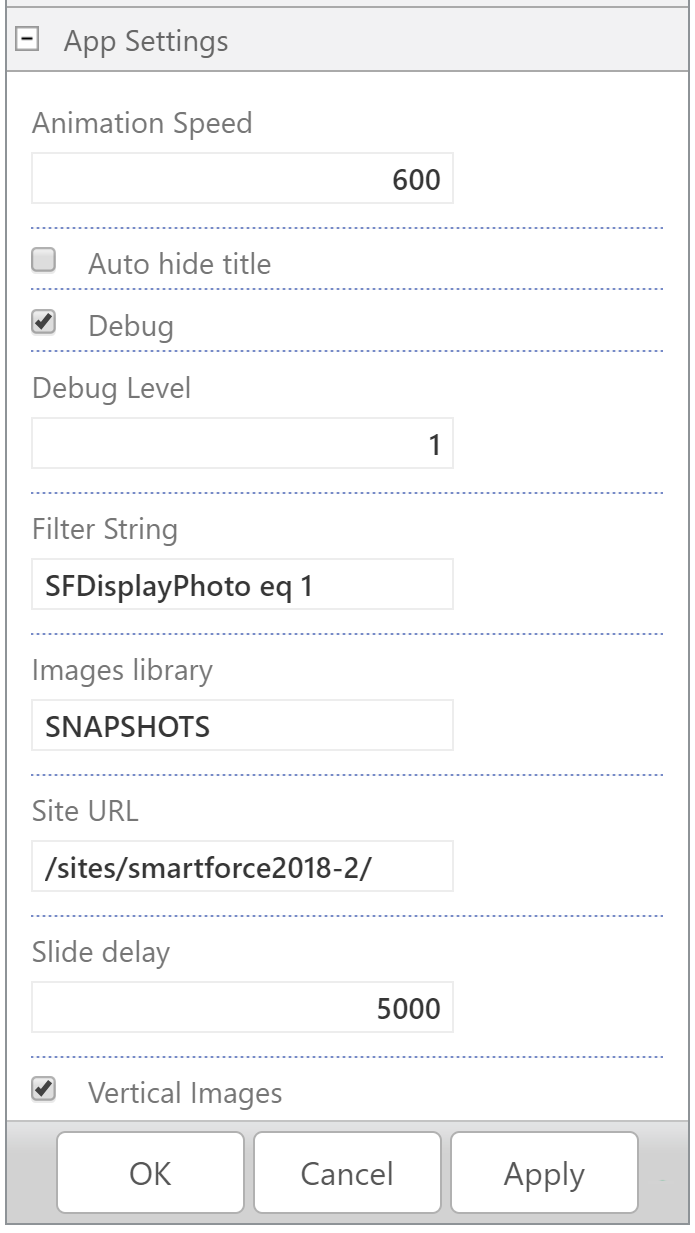 App Settings
Animation Speed
600
Auto hide title
Debug
Debug Level
1
Filter String
SFDisplayPhoto eq 1
Images library
SNAPSHOTS
Site URL
/sites/smartforce2018-2/
Slide delay
5000
Vertical Images
OK Cancel Apply